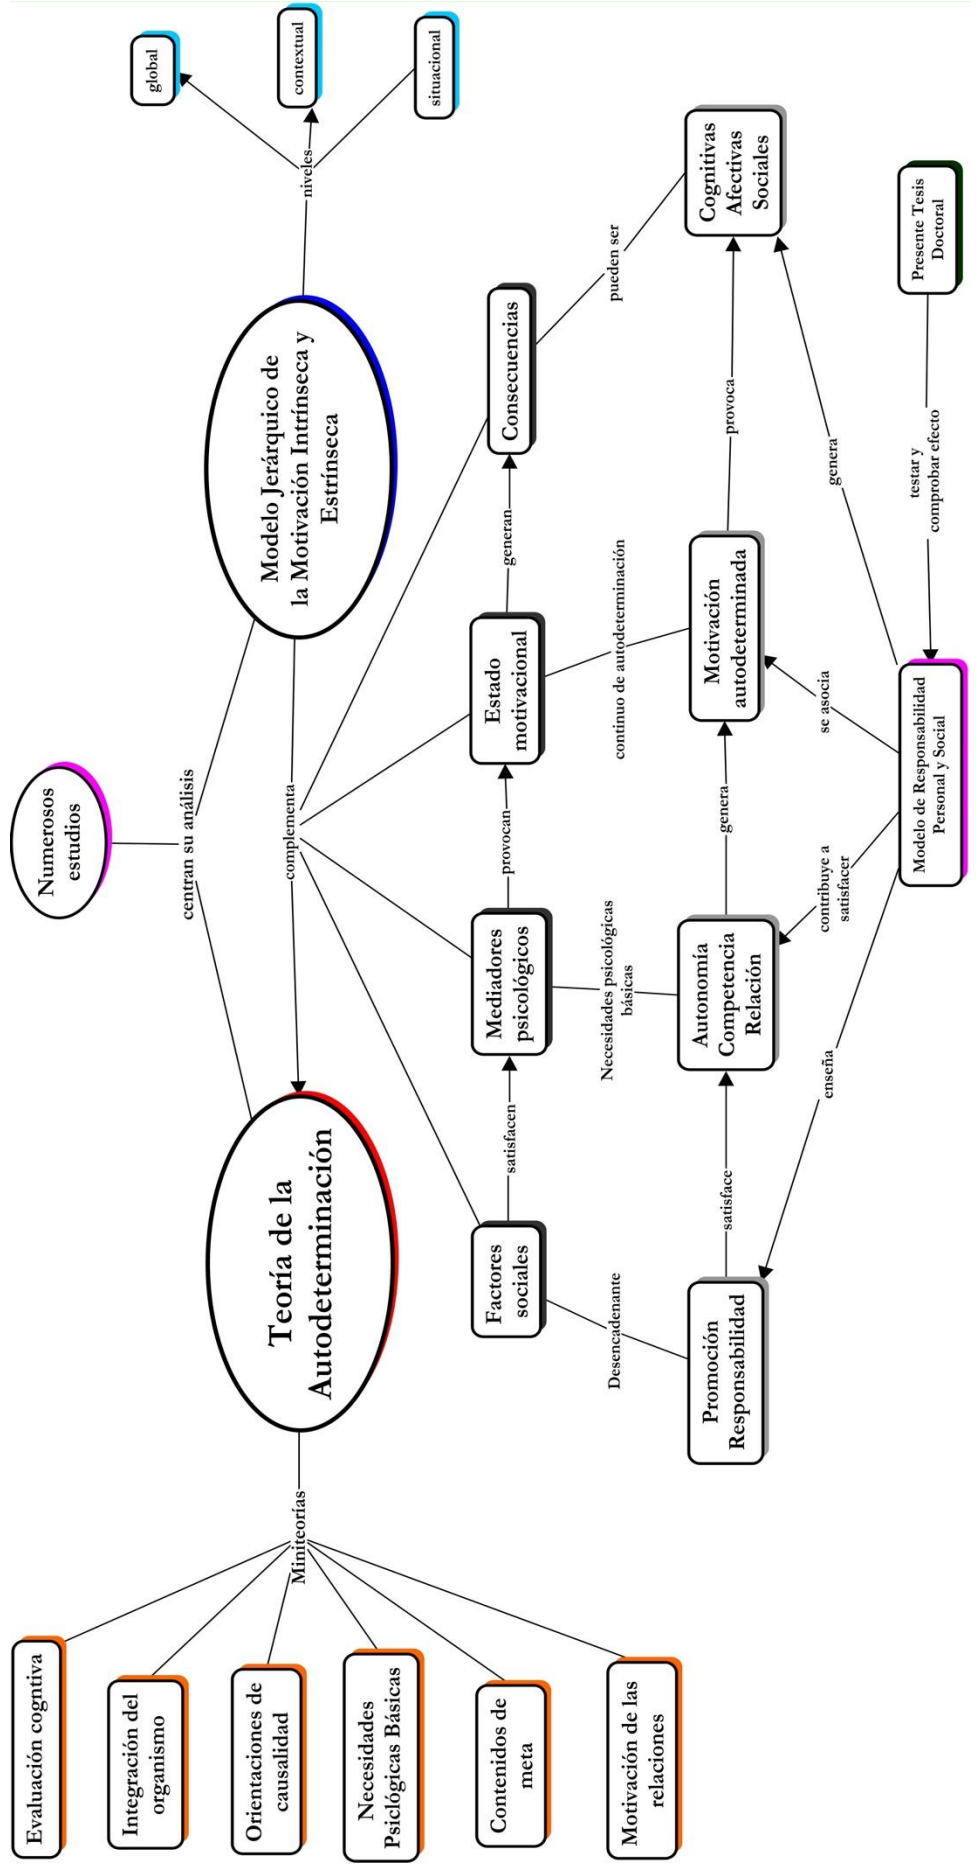 Numerosos
estudios
centran su análisis
Teoría de la
Autodeterminación
complementa
Modelo Jerárquico de
la Motivación Intrínseca y
Estrínseca
niveles
global
contextual
situacional
Miniteorías
Evaluación cogntiva
Integración del
organismo
Orientaciones de
causalidad
Necesidades
Psiclógicas Básicas
Contenidos de
meta
Motivación de las
relaciones
Factores
sociales
satisfacen
Mediadores
psicológicos
provocan
Estado
motivacional
generan
Consecuencias
Desencadenante
Necesidades psicológicas
básicas
continuo de autodeterminación
pueden ser
Promoción
Responsabilidad
satisface
Autonomía
Competencia
Relación
genera
Motivación
autodeterminada
provoca
Cognitivas
Afectivas
Sociales
enseña
contribuye a
satisfacer
se asocia
genera
Modelo de Responsabilidad
Personal y Social
testar y
comprobar efecto
Presente Tesis
Doctoral